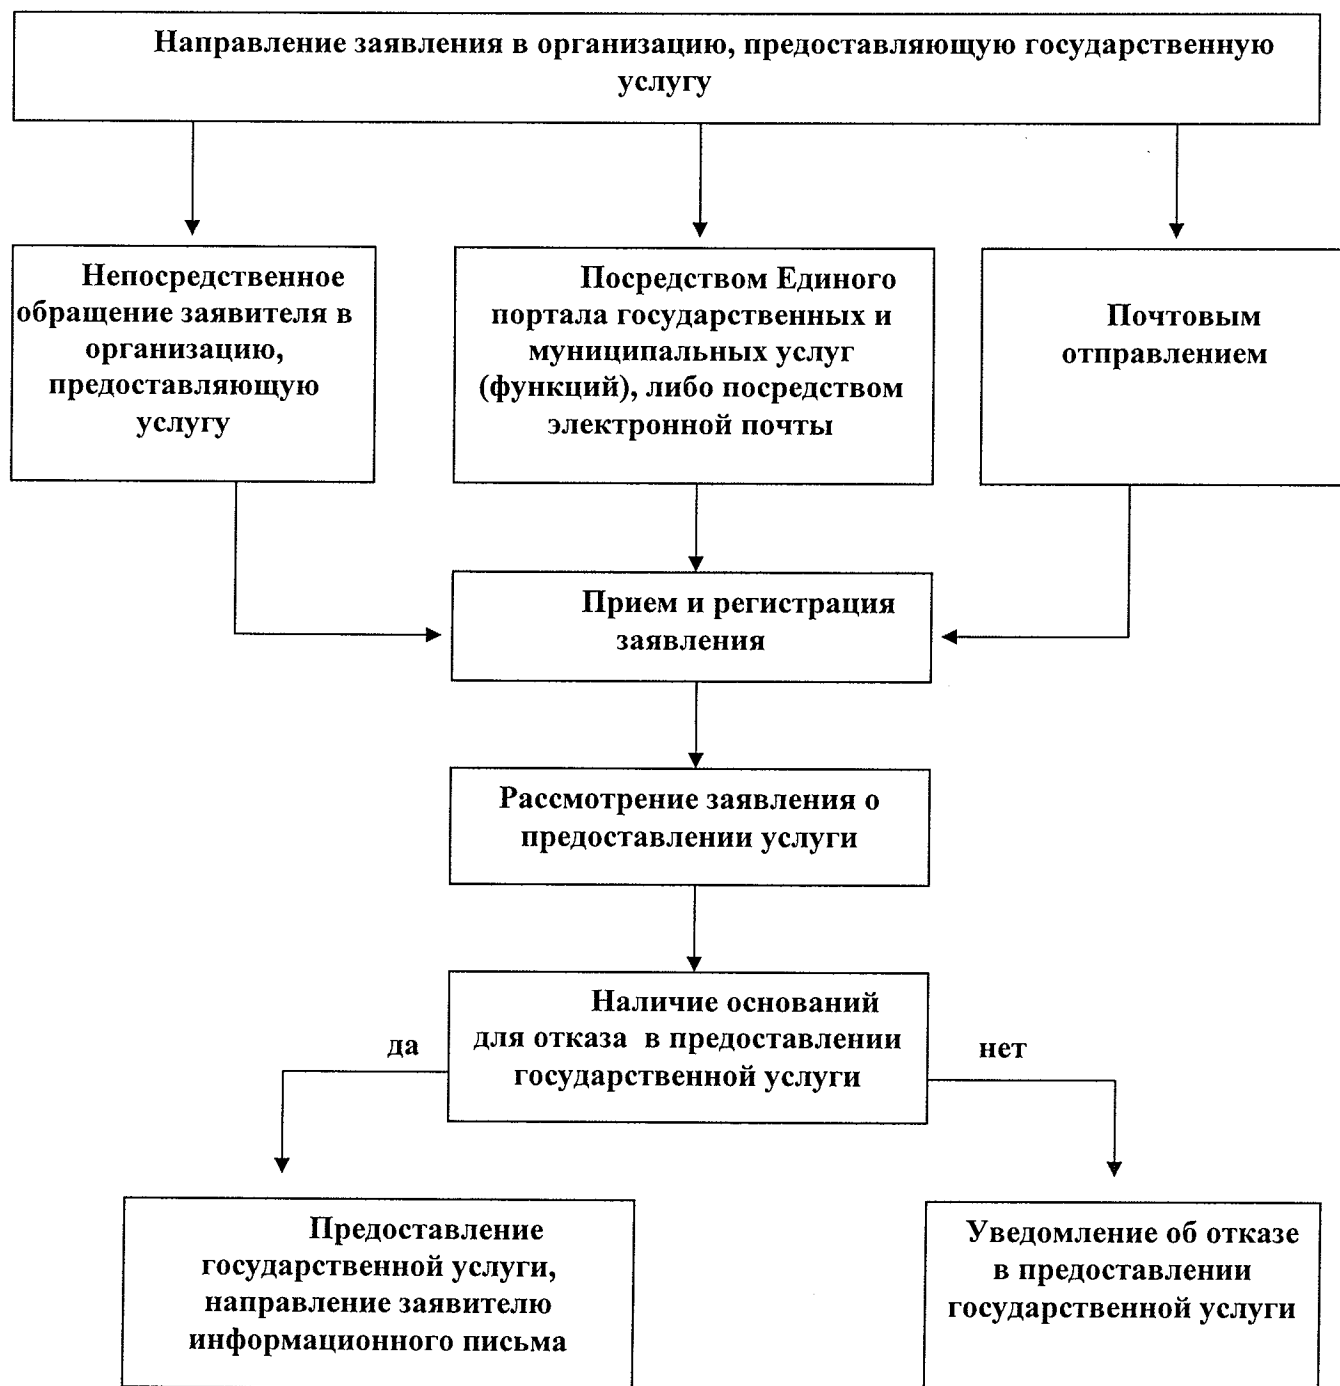 Направление заявления в организацию, предоставляющую государственную
услугу
Непосредственное
обращение заявителя в
организацию,
предоставляющую
услугу
Посредством Единого
портала государственных и
муниципальных услуг
(функций), либо посредством
электронной почты
Почтовым
отправлением
Прием и регистрация
заявления
Рассмотрение заявления о
предоставлении услуги
Наличие оснований
для отказа в предоставлении
государственной услуги
да
нет
Предоставление
государственной услуги,
направление заявителю
информационного письма
Уведомление об отказе
в предоставлении
государственной услуги